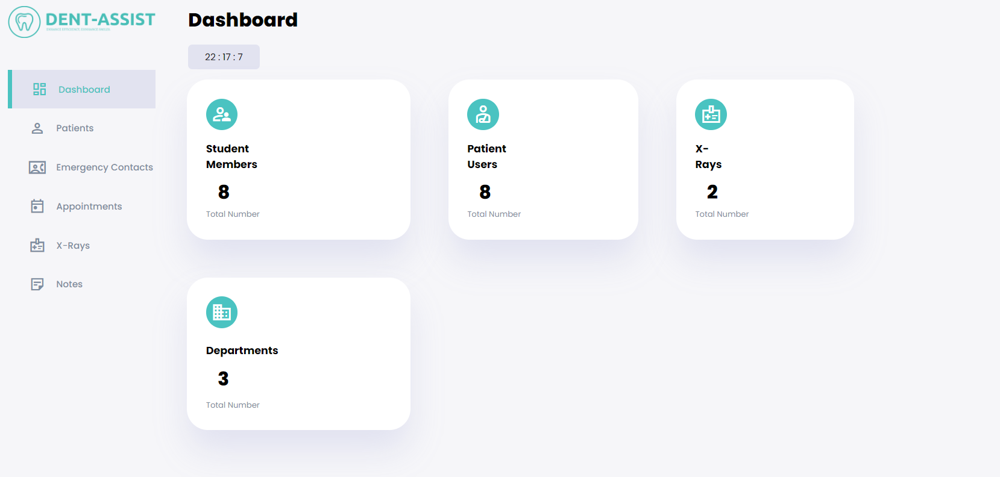 DENT-ASSIST
Dashboard
22 : 17 : 7
Dashboard
Patients
Emergency Contacts
Appointments
X-Rays
Notes
Student
Members
8
Total Number
Patient
Users
8
Total Number
X-
Rays
2
Total Number
Departments
3
Total Number